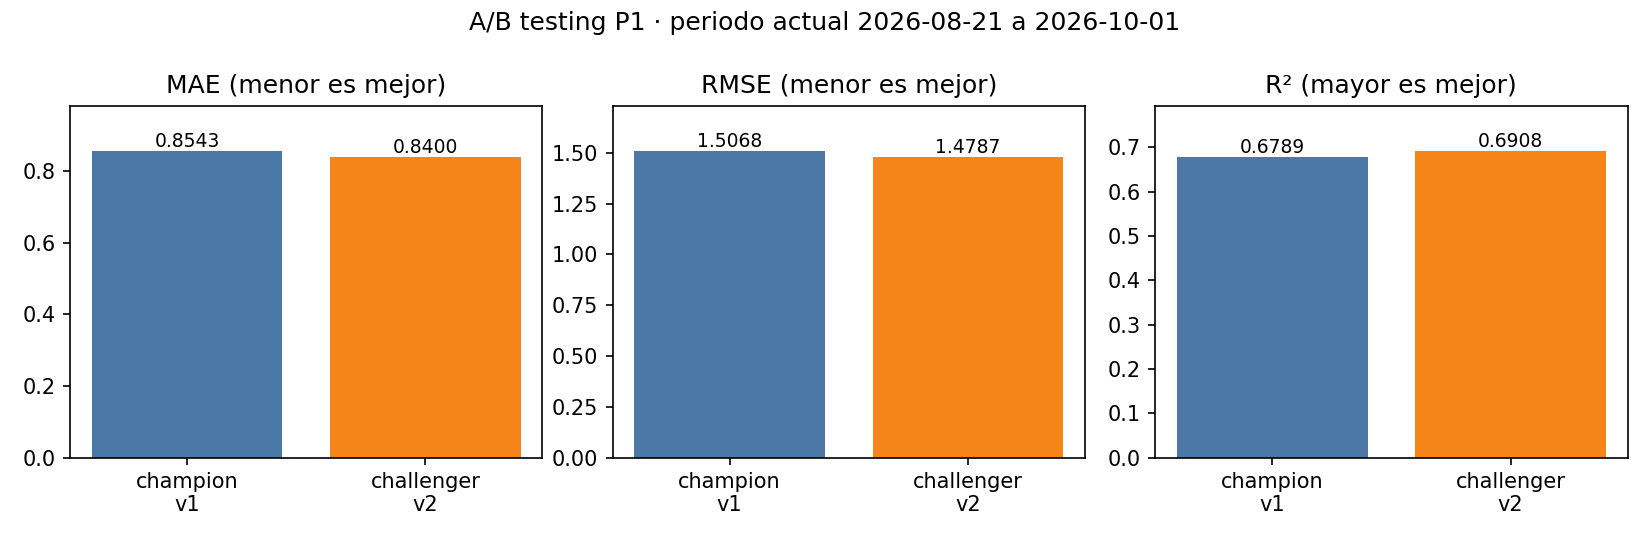 A/B testing P1 · periodo actual 2026-08-21 a 2026-10-01
MAE (menor es mejor)
0.8543
0.8400
0.8
0.6
0.4
0.2
0.0
champion
v1
challenger
v2
RMSE (menor es mejor)
1.5068
1.4787
1.50
1.25
1.00
0.75
0.50
0.25
0.00
champion
v1
challenger
v2
R² (mayor es mejor)
0.6789
0.6908
0.7
0.6
0.5
0.4
0.3
0.2
0.1
0.0
champion
v1
challenger
v2